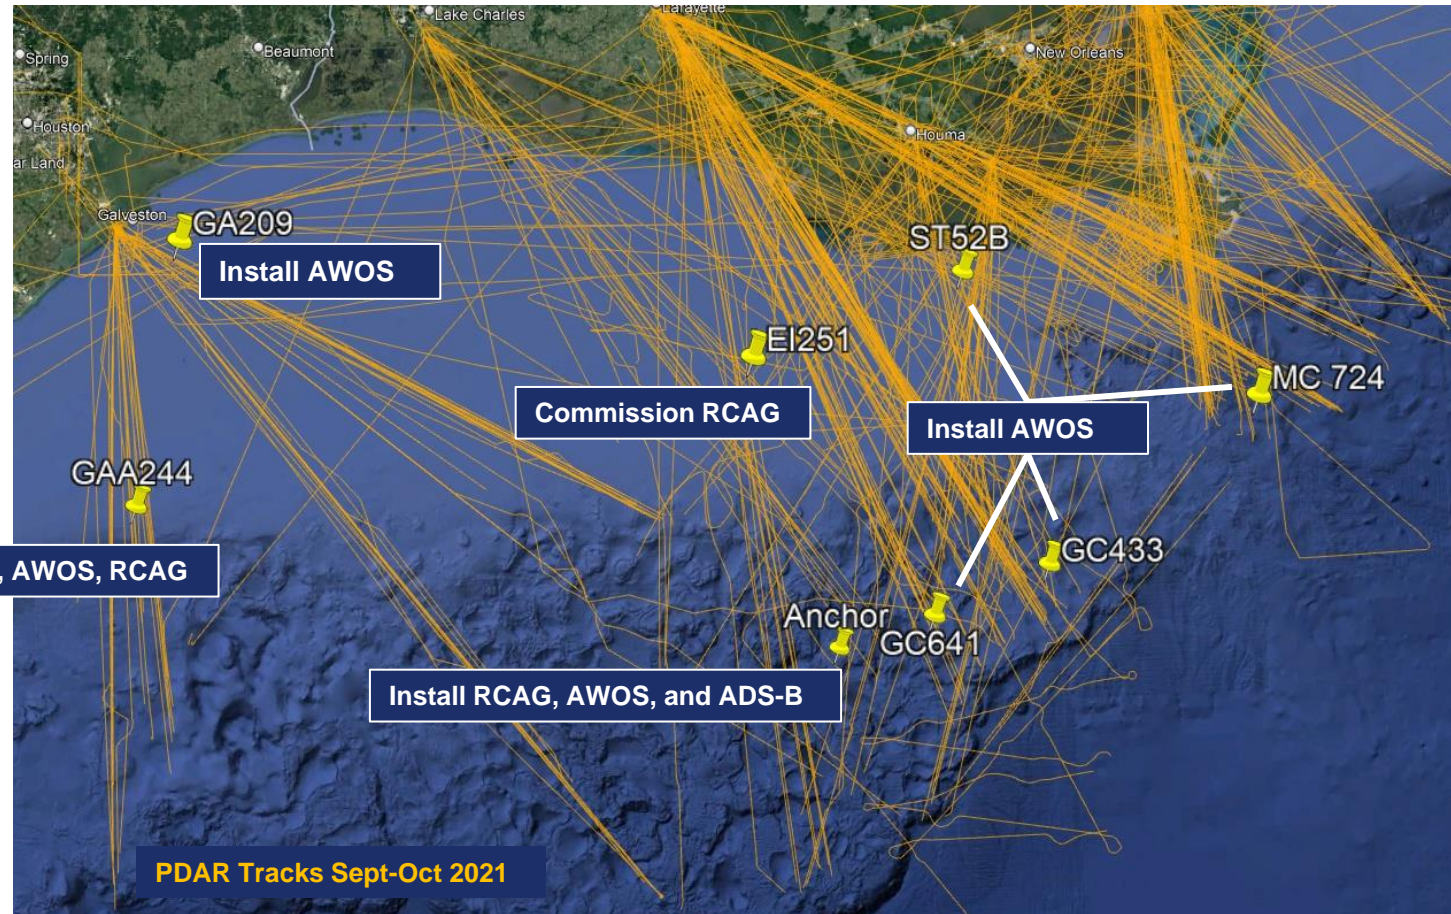 Lake Charles
Lafayette
Spring
Beaumont
New Orleans
Houston
Houma
ar Land
Galveston
GA209
ST52B
Install AWOS
EI251
MC 724
Commission RCAG
Install AWOS
GAA244
GC433
, AWOS, RCAG
Anchor
GC641
Install RCAG, AWOS, and ADS-B
PDAR Tracks Sept-Oct 2021